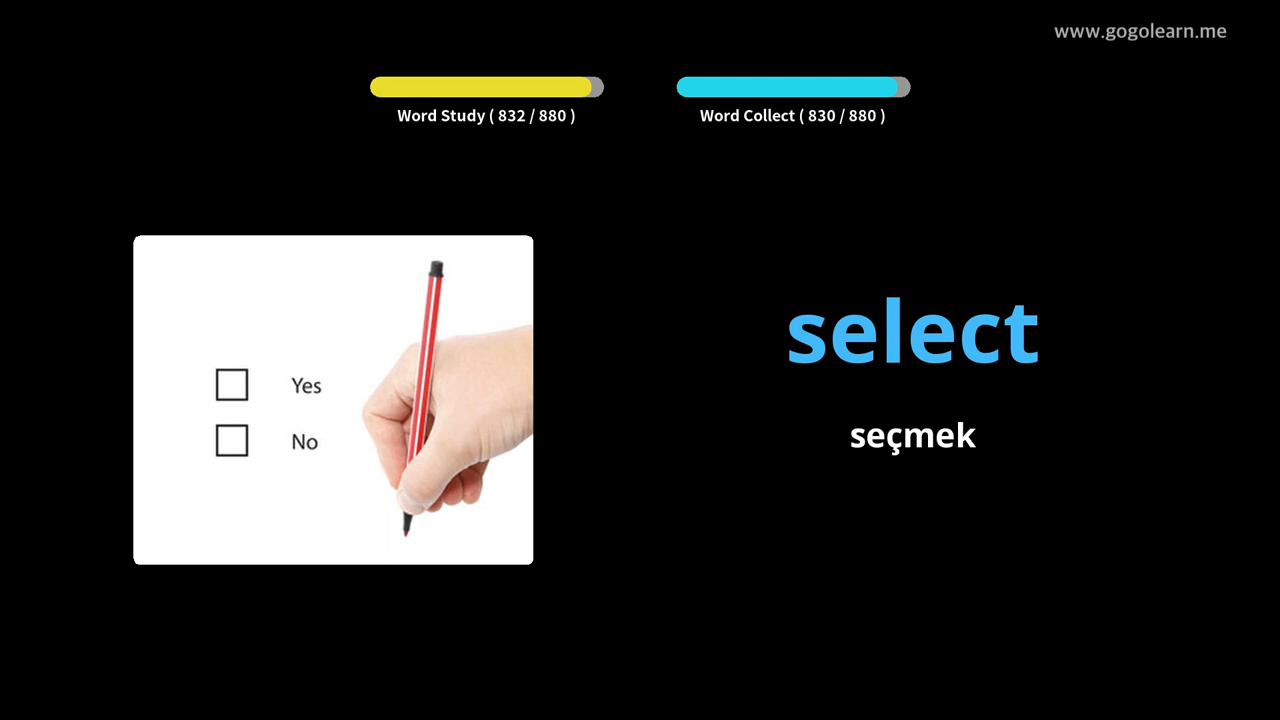 www.gogolearn.me
Word Study ( 832 / 880 )
Word Collect ( 830 / 880 )
Yes
No
select
seçmek